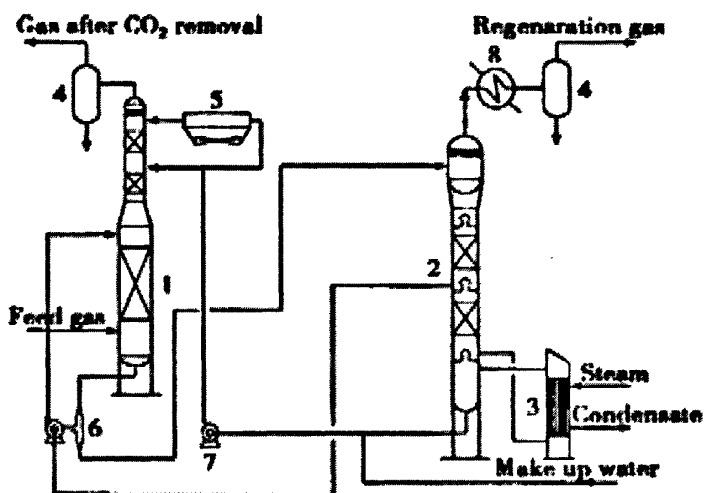 Gas after CO₂ removal
Regenaration gas
8
4
4
5
1
2
Feed gas
Steam
3
Condensate
6
7
Make up water